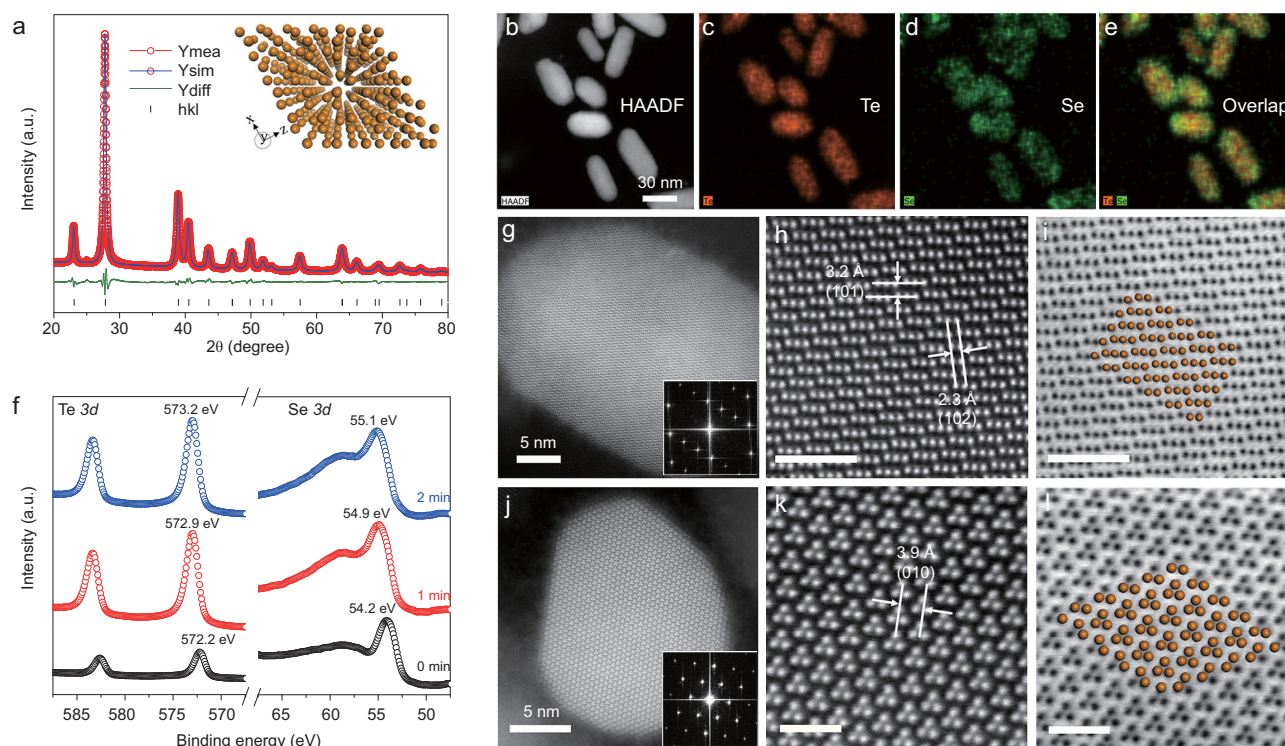 a
Ymea
Ysim
Ydiff
hkl
x
y
z
Intensity (a.u.)
20 30 40 50 60 70 80
2θ (degree)
b
HAADF
30 nm
HAADF
c
Te
Te
d
Se
Se
e
Overlap
Te Se
f
Te 3d
Se 3d
573.2 eV
55.1 eV
2 min
572.9 eV
54.9 eV
1 min
572.2 eV
54.2 eV
0 min
Intensity (a.u.)
585 580 575 570 65 60 55 50
Binding energy (eV)
g
5 nm
h
3.2 Å
(101)
2.3 Å
(102)
i
j
5 nm
k
3.9 Å
(010)
l